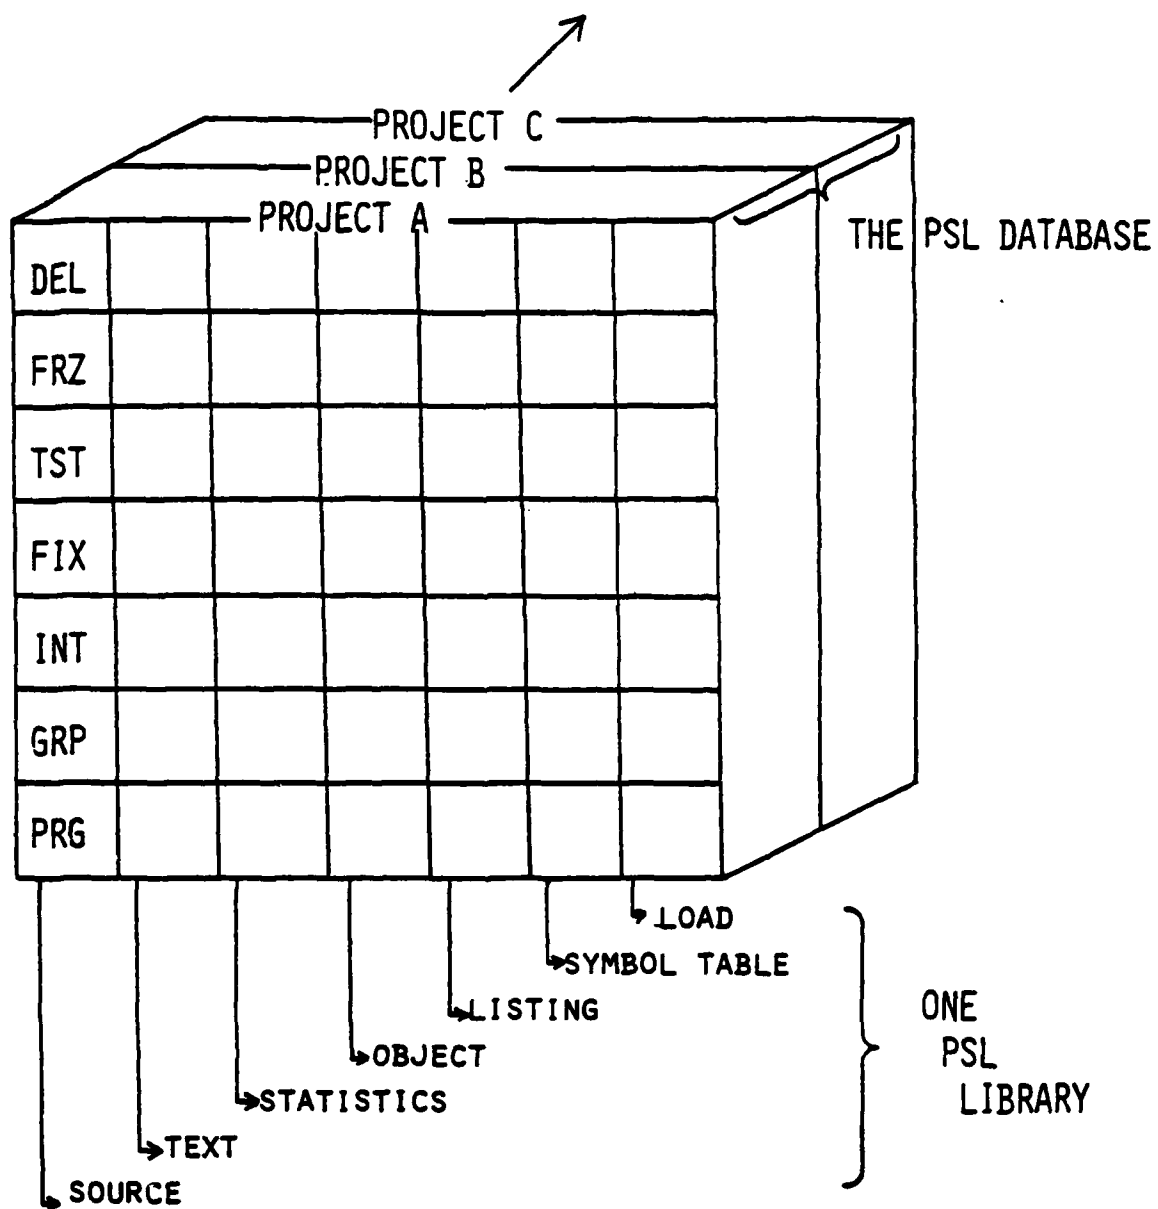 PROJECT C
PROJECT B
PROJECT A
THE PSL DATABASE
DEL
FRZ
TST
FIX
INT
GRP
PRG
LOAD
SYMBOL TABLE
LISTING
OBJECT
STATISTICS
TEXT
SOURCE
ONE
PSL
LIBRARY